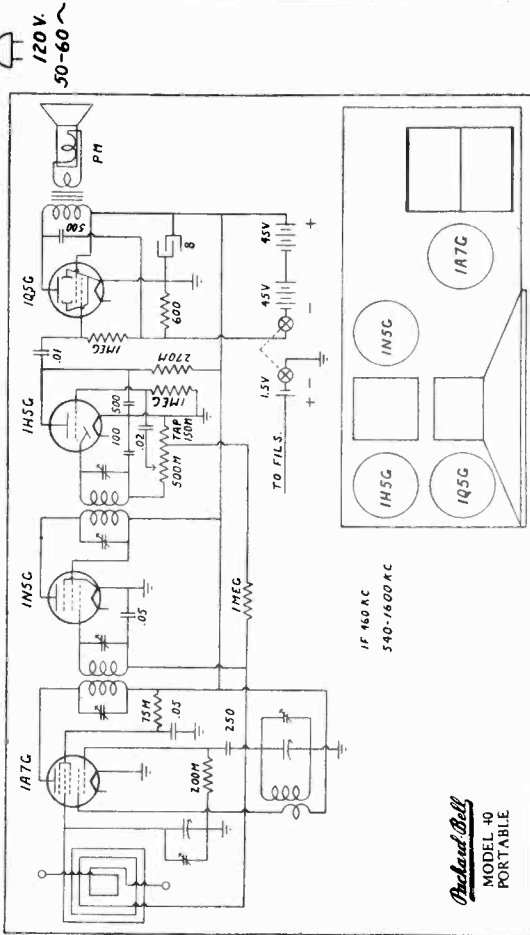 120 V.
50-60 ~
PM
1Q5G
500
8
600
1MEG
.01
1H5G
270M
1MEG
500
100
.02
TAP
150M
500M
1N5G
.05
1MEG
1A7G
75M
.05
200M
250
45V
45V
+
-
1.5V
+ -
TO FILS.
1A7G
1N5G
1H5G
1Q5G
IF 460 KC
540-1600 KC
Packard-Bell
MODEL 40
PORTABLE